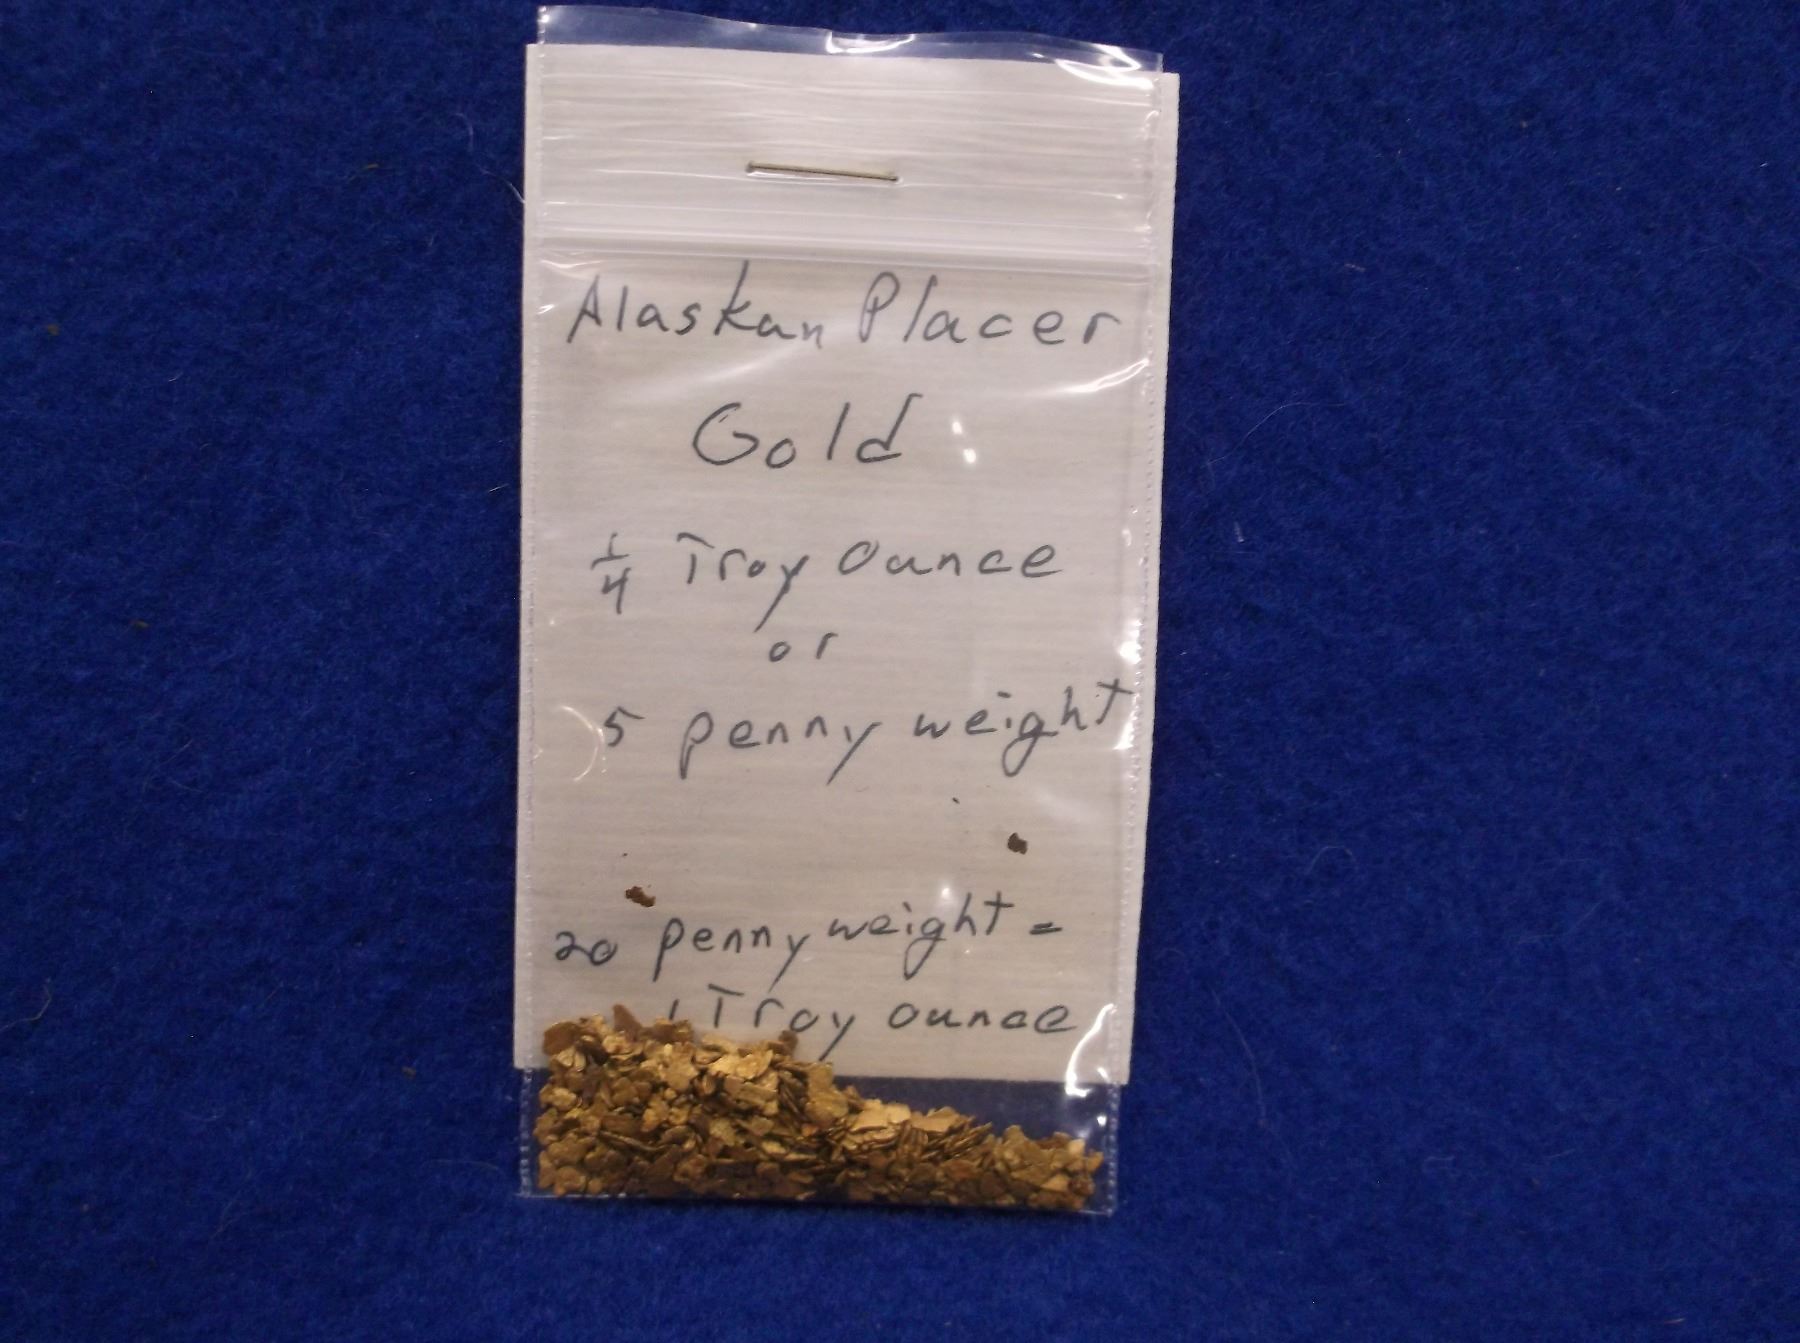 Alaskan Placer
Gold
1/4 Troy Ounce
or
5 penny weight
20 penny weight =
1 Troy ounce